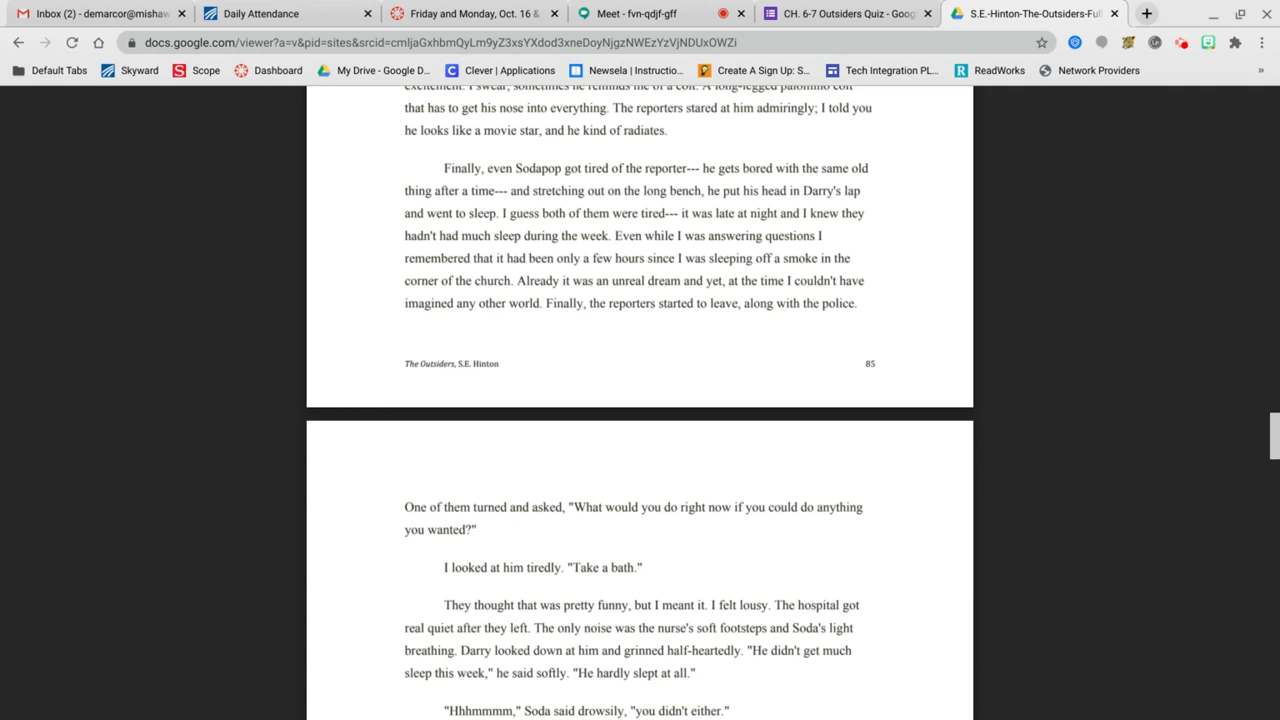 Inbox (2) - demarcor@mishaw
Daily Attendance
Friday and Monday, Oct. 16 &
Meet - fvn-qdjf-gff
CH. 6-7 Outsiders Quiz - Goog
S.E.-Hinton-The-Outsiders-Full
docs.google.com/viewer?a=v&pid=sites&srcid=cmljaGxhbmQyLm9yZ3xsYXdod3xneDoyNjgzNWEzYzVjNDUxOWZi
Default Tabs
Skyward
Scope
Dashboard
My Drive - Google D...
Clever | Applications
Newsela | Instructio...
Create A Sign Up: S...
Tech Integration PL...
ReadWorks
Network Providers
»
excitement. I swear, sometimes he reminds me of a colt. A long-legged palomino colt
that has to get his nose into everything. The reporters stared at him admiringly; I told you
he looks like a movie star, and he kind of radiates.
Finally, even Sodapop got tired of the reporter--- he gets bored with the same old
thing after a time--- and stretching out on the long bench, he put his head in Darry's lap
and went to sleep. I guess both of them were tired--- it was late at night and I knew they
hadn't had much sleep during the week. Even while I was answering questions I
remembered that it had been only a few hours since I was sleeping off a smoke in the
corner of the church. Already it was an unreal dream and yet, at the time I couldn't have
imagined any other world. Finally, the reporters started to leave, along with the police.
The Outsiders, S.E. Hinton 85
One of them turned and asked, "What would you do right now if you could do anything
you wanted?"
I looked at him tiredly. "Take a bath."
They thought that was pretty funny, but I meant it. I felt lousy. The hospital got
real quiet after they left. The only noise was the nurse's soft footsteps and Soda's light
breathing. Darry looked down at him and grinned half-heartedly. "He didn't get much
sleep this week," he said softly. "He hardly slept at all."
"Hhhmmmm," Soda said drowsily, "you didn't either."